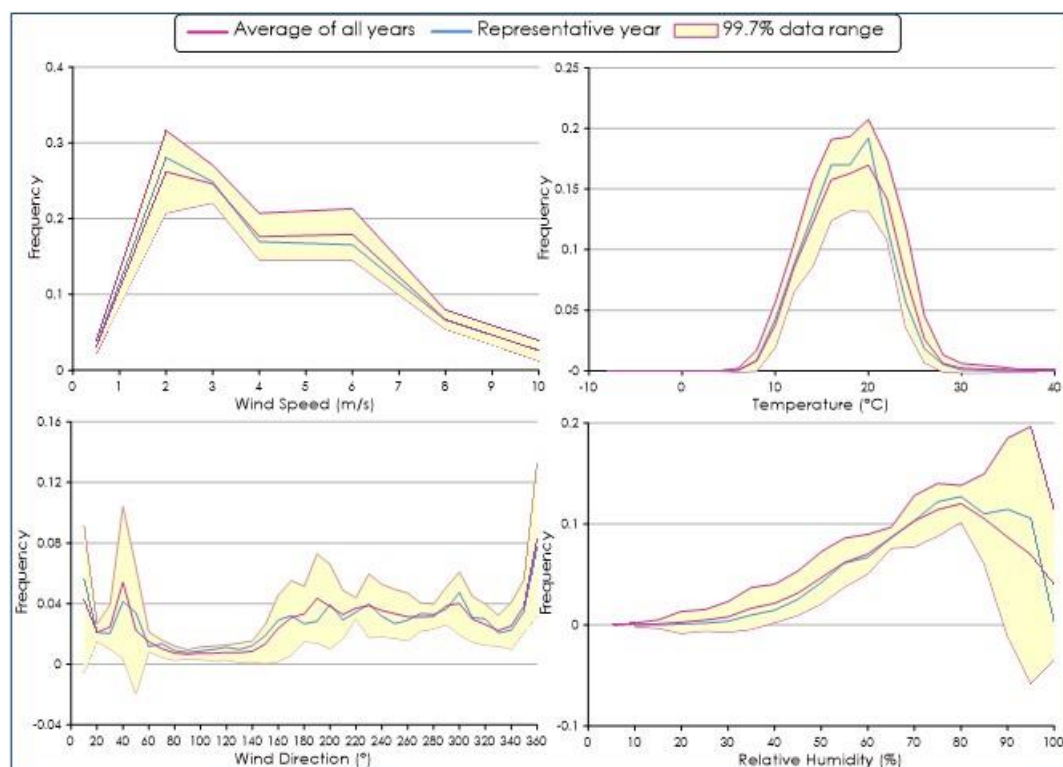 Average of all years Representative year 99.7% data range
0.4
0.3
0.2
0.1
0
Frequency
0 1 2 3 4 5 6 7 8 9 10
Wind Speed (m/s)
0.25
0.2
0.15
0.1
0.05
-0
Frequency
-10 0 10 20 30 40
Temperature (°C)
0.16
0.12
0.08
0.04
0
-0.04
Frequency
0 20 40 60 80 100 120 140 160 180 200 220 240 260 280 300 320 340 360
Wind Direction (°)
0.2
0.1
0
-0.1
Frequency
0 10 20 30 40 50 60 70 80 90 100
Relative Humidity (%)